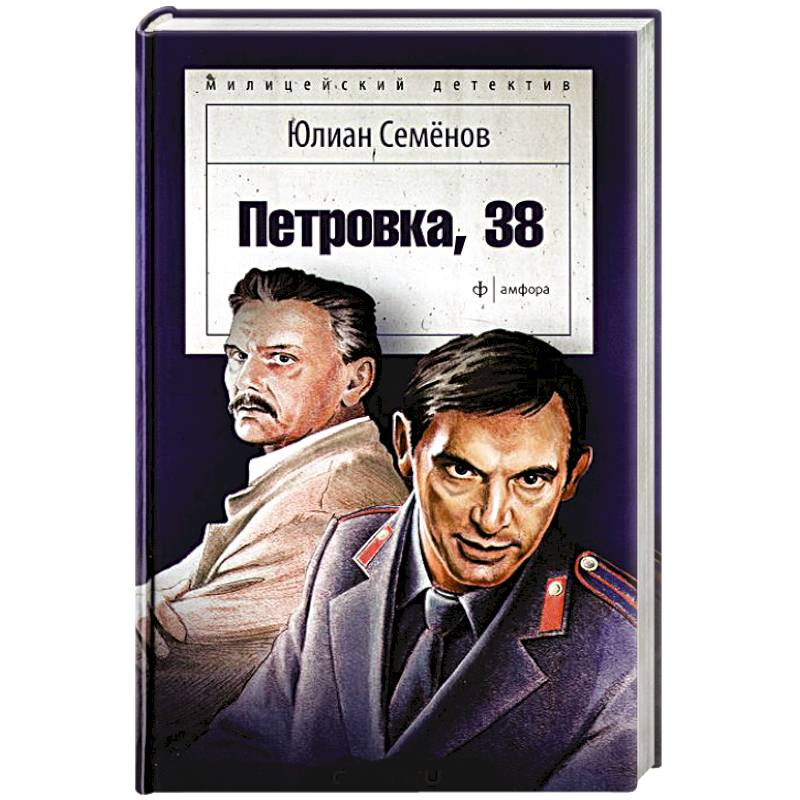 милицейский детектив
Юлиан Семёнов
Петровка, 38
ф | амфора